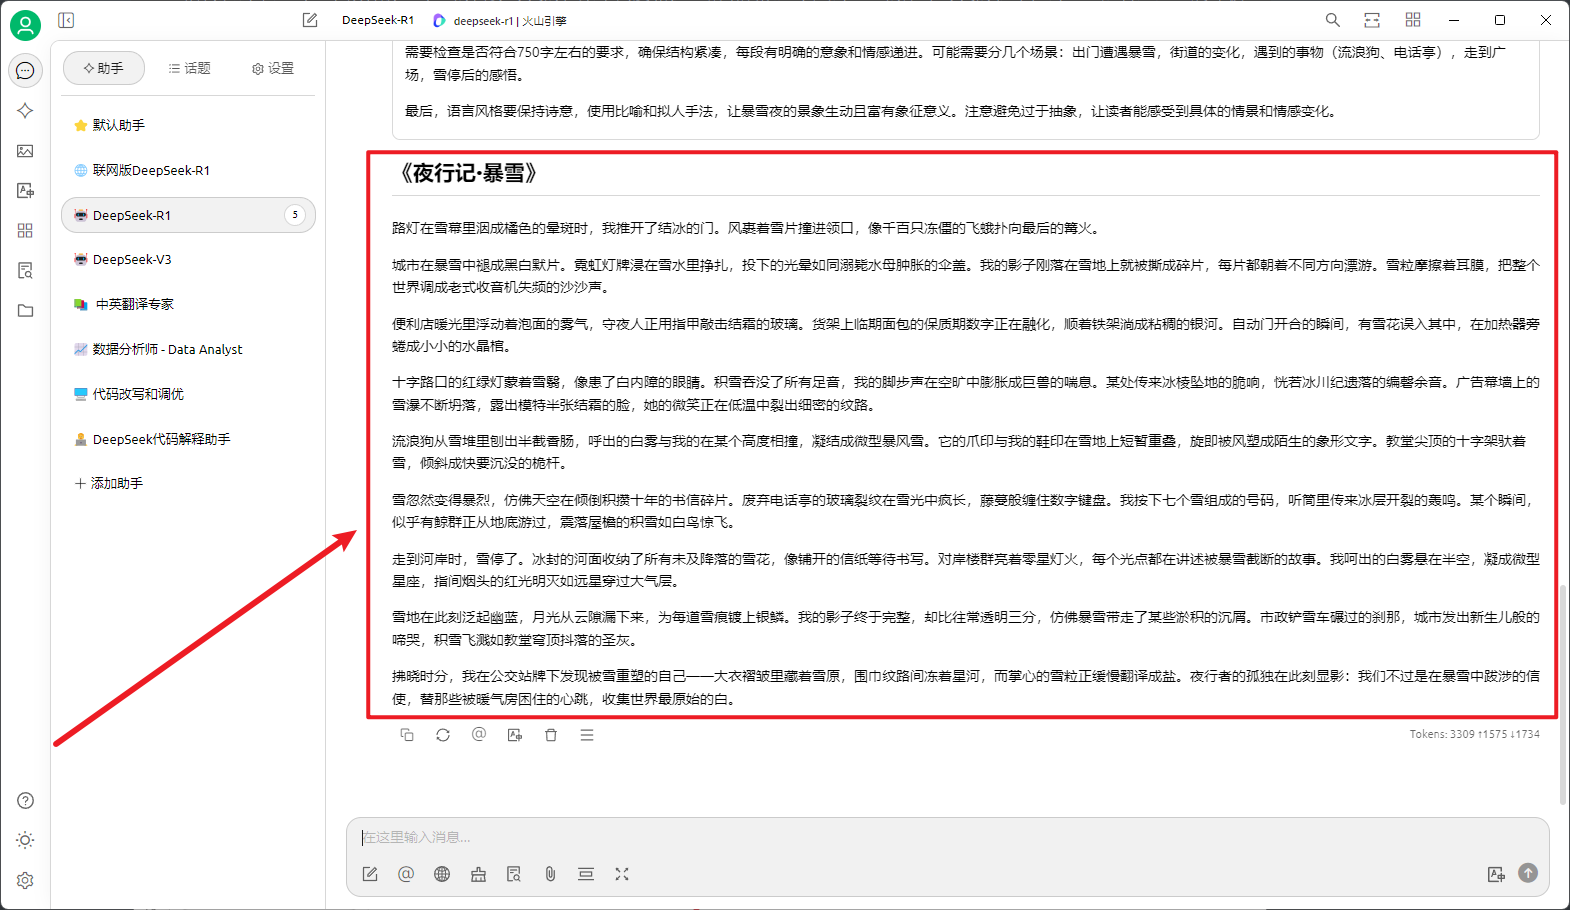 DeepSeek-R1
deepseek-r1 | 火山引擎
助手
话题
设置
默认助手
联网版DeepSeek-R1
DeepSeek-R1
5
DeepSeek-V3
中英翻译专家
数据分析师 - Data Analyst
代码改写和调优
DeepSeek代码解释助手
添加助手
需要检查是否符合750字左右的要求，确保结构紧凑，每段有明确的意象和情感递进。可能需要分几个场景：出门遭遇暴雪，街道的变化，遇到的事物（流浪狗、电话亭），走到广
场，雪停后的感悟。
最后，语言风格要保持诗意，使用比喻和拟人手法，让暴雪夜的景象生动且富有象征意义。注意避免过于抽象，让读者能感受到具体的情景和情感变化。
《夜行记·暴雪》
路灯在雪幕里洇成橘色的晕斑时，我推开了结冰的门。风裹着雪片撞进领口，像千百只冻僵的飞蛾扑向最后的篝火。
城市在暴雪中褪成黑白默片。霓虹灯牌浸在雪水里挣扎，投下的光晕如同溺毙水母肿胀的伞盖。我的影子刚落在雪地上就被撕成碎片，每片都朝着不同方向漂游。雪粒摩擦着耳膜，把整个
世界调成老式收音机失频的沙沙声。
便利店暖光里浮动着泡面的雾气，守夜人正用指甲敲击结霜的玻璃。货架上临期面包的保质期数字正在融化，顺着铁架淌成粘稠的银河。自动门开合的瞬间，有雪花误入其中，在加热器旁
蜷成小小的水晶棺。
十字路口的红绿灯蒙着雪翳，像患了白内障的眼睛。积雪吞没了所有足音，我的脚步声在空旷中膨胀成巨兽的喘息。某处传来冰棱坠地的脆响，恍若冰川纪遗落的编磬余音。广告幕墙上的
雪瀑不断坍落，露出模特半张结霜的脸，她的微笑正在低温中裂出细密的纹路。
流浪狗从雪堆里刨出半截香肠，呼出的白雾与我的在某个高度相撞，凝结成微型暴风雪。它的爪印与我的鞋印在雪地上短暂重叠，旋即被风塑成陌生的象形文字。教堂尖顶的十字架驮着
雪，倾斜成快要沉没的桅杆。
雪忽然变得暴烈，仿佛天空在倾倒积攒十年的书信碎片。废弃电话亭的玻璃裂纹在雪光中疯长，藤蔓般缠住数字键盘。我按下七个雪组成的号码，听筒里传来冰层开裂的轰鸣。某个瞬间，
似乎有鲸群正从地底游过，震落屋檐的积雪如白鸟惊飞。
走到河岸时，雪停了。冰封的河面收纳了所有未及降落的雪花，像铺开的信纸等待书写。对岸楼群亮着零星灯火，每个光点都在讲述被暴雪截断的故事。我呵出的白雾悬在半空，凝成微型
星座，指间烟头的红光明灭如远星穿过大气层。
雪地在此刻泛起幽蓝，月光从云隙漏下来，为每道雪痕镀上银鳞。我的影子终于完整，却比往常透明三分，仿佛暴雪带走了某些淤积的沉屑。市政铲雪车碾过的刹那，城市发出新生儿般的
啼哭，积雪飞溅如教堂穹顶抖落的圣灰。
拂晓时分，我在公交站牌下发现被雪重塑的自己——大衣褶皱里藏着雪原，围巾纹路间冻着星河，而掌心的雪粒正缓慢翻译成盐。夜行者的孤独在此刻显影：我们不过是在暴雪中跋涉的信
使，替那些被暖气房困住的心跳，收集世界最原始的白。
Tokens: 3309 ↑1575 ↓1734
在这里输入消息...